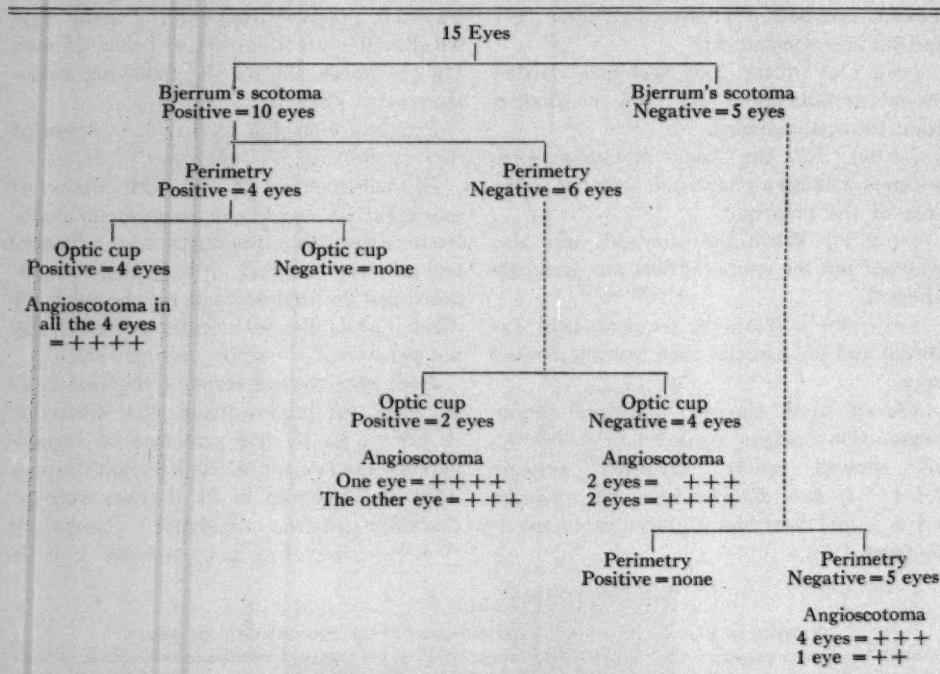 15 Eyes
Bjerrum's scotoma
Positive=10 eyes
Bjerrum's scotoma
Negative=5 eyes
Perimetry
Positive=4 eyes
Perimetry
Negative=6 eyes
Optic cup
Positive=4 eyes
Optic cup
Negative=none
Angioscotoma in
all the 4 eyes
=++++
Optic cup
Positive=2 eyes
Optic cup
Negative=4 eyes
Angioscotoma
One eye=++++
The other eye=+++
Angioscotoma
2 eyes= +++
2 eyes=++++
Perimetry
Positive=none
Perimetry
Negative=5 eyes
Angioscotoma
4 eyes=+++
1 eye =++